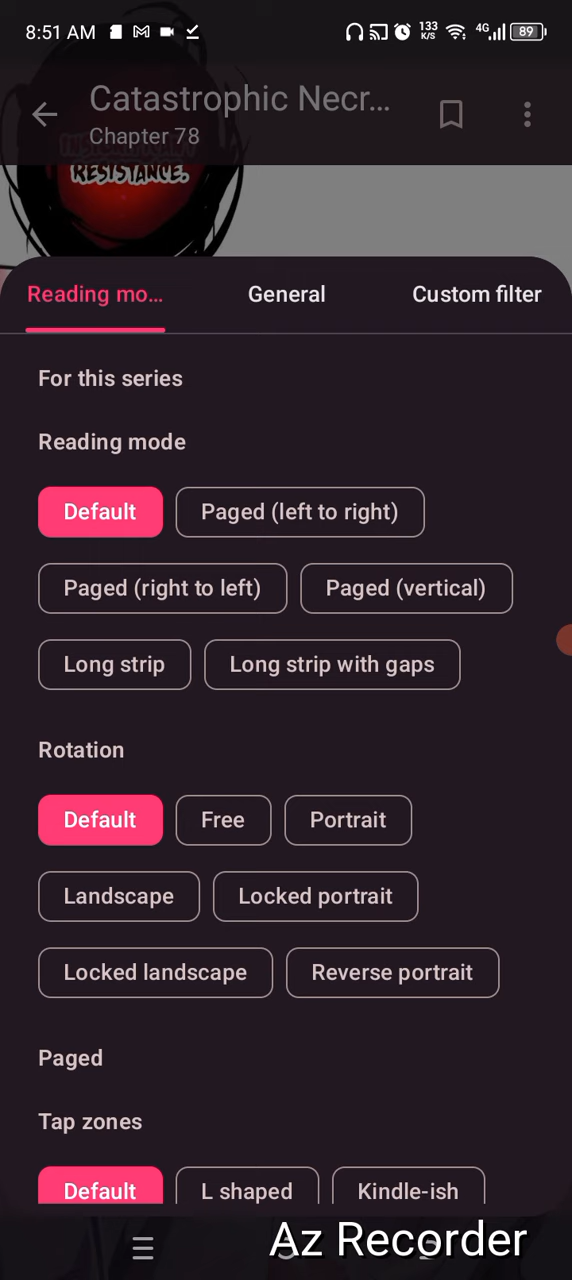 8:51 AM
133
K/S
4G
89
Catastrophic Necr...
Chapter 78
RESISTANCE.
Reading mo...
General
Custom filter
For this series
Reading mode
Default
Paged (left to right)
Paged (right to left)
Paged (vertical)
Long strip
Long strip with gaps
Rotation
Default
Free
Portrait
Landscape
Locked portrait
Locked landscape
Reverse portrait
Paged
Tap zones
Default
L shaped
Kindle-ish
Az Recorder